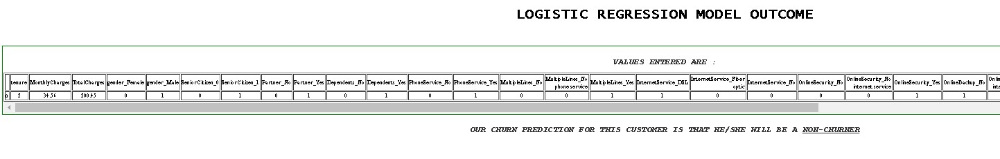 LOGISTIC REGRESSION MODEL OUTCOME
VALUES ENTERED ARE :
tenure MonthlyCharges TotalCharges gender_Female gender_Male SeniorCitizen_0 SeniorCitizen_1 Partner_No Partner_Yes Dependents_No Dependents_Yes PhoneService_No PhoneService_Yes MultipleLines_No MultipleLines_No phone service MultipleLines_Yes InternetService_DSL InternetService_Fiber optic InternetService_No OnlineSecurity_No OnlineSecurity_No internet service OnlineSecurity_Yes OnlineBackup_No
0 2 34.56 200.45 0 1 0 1 0 1 0 1 0 1 0 0 1 1 0 0 0 0 1 1
OUR CHURN PREDICTION FOR THIS CUSTOMER IS THAT HE/SHE WILL BE A NON-CHURNER